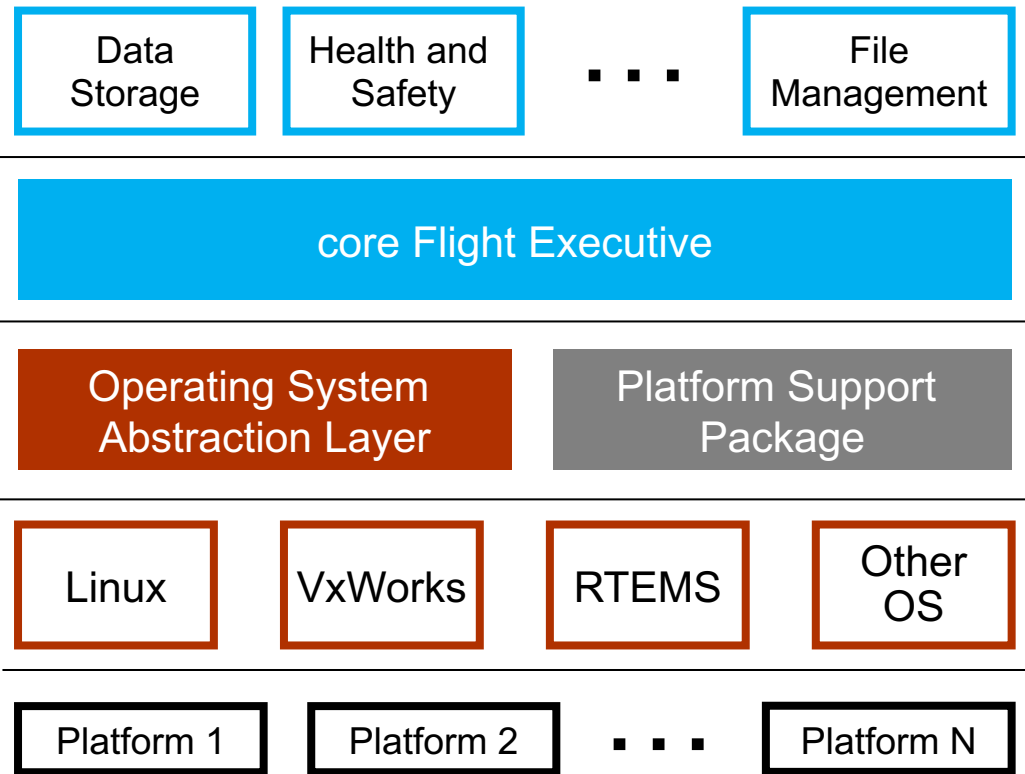 Data
Storage
Health and
Safety
. . .
File
Management
core Flight Executive
Operating System
Abstraction Layer
Platform Support
Package
Linux
VxWorks
RTEMS
Other
OS
Platform 1
Platform 2
. . .
Platform N